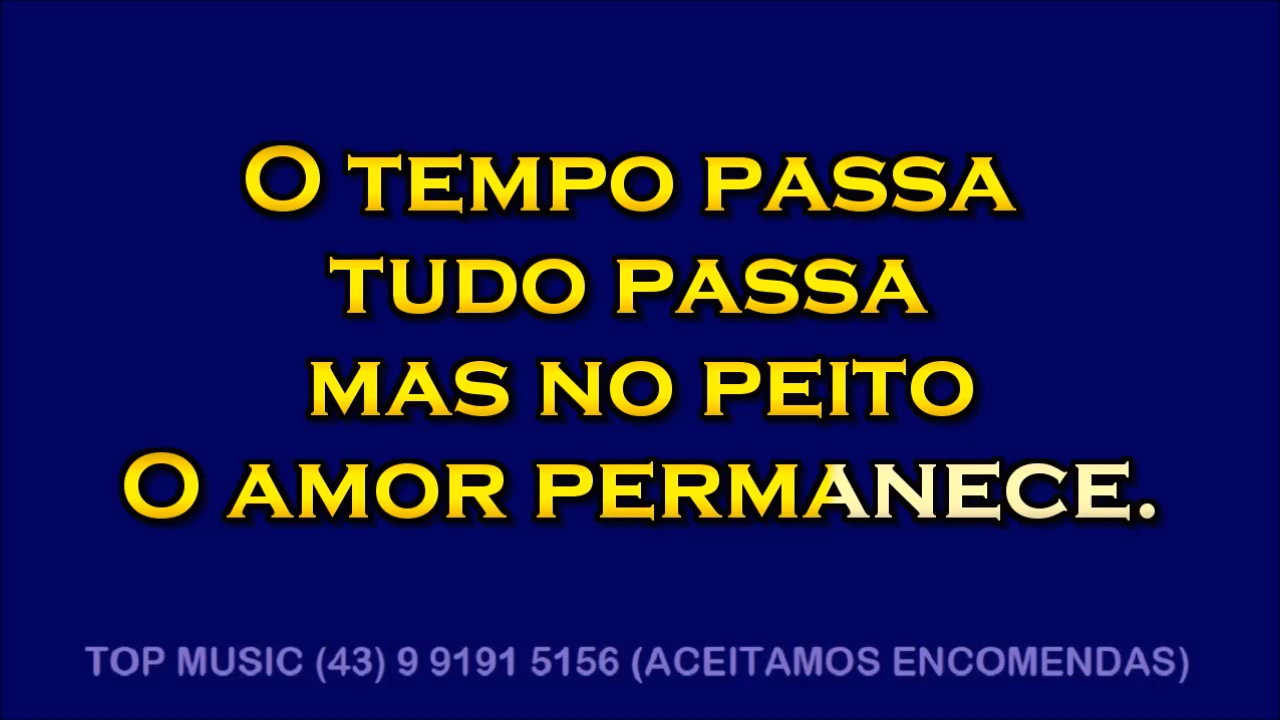 O TEMPO PASSA
TUDO PASSA
MAS NO PEITO
O AMOR PERMANECE.
TOP MUSIC (43) 9 9191 5156 (ACEITAMOS ENCOMENDAS)